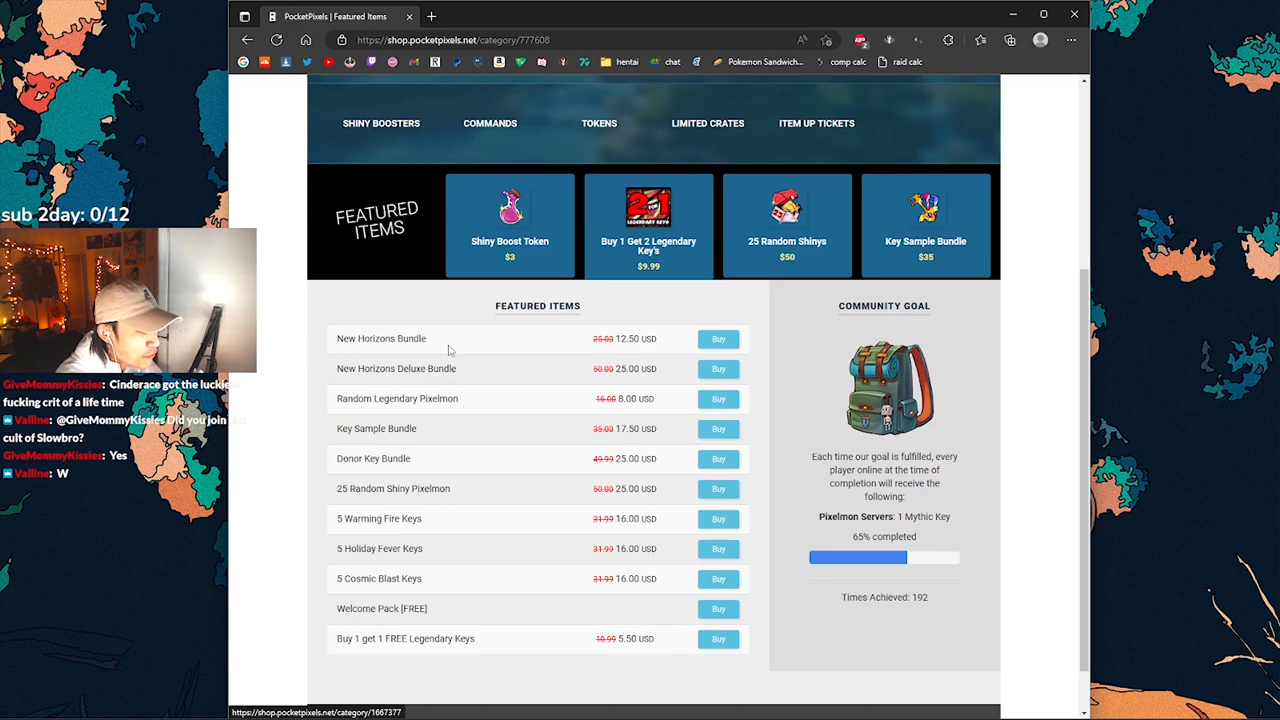 PocketPixels | Featured Items
https://shop.pocketpixels.net/category/777608
hentai
chat
Pokemon Sandwich...
comp calc
raid calc
SHINY BOOSTERS
COMMANDS
TOKENS
LIMITED CRATES
ITEM UP TICKETS
FEATURED
ITEMS
Shiny Boost Token
$3
2 FOR 1
LEGENDARY KEYS
Buy 1 Get 2 Legendary
Key's
$9.99
25 Random Shinys
$50
Key Sample Bundle
$35
FEATURED ITEMS
New Horizons Bundle 25.00 12.50 USD Buy
New Horizons Deluxe Bundle 50.00 25.00 USD Buy
Random Legendary Pixelmon 16.00 8.00 USD Buy
Key Sample Bundle 35.00 17.50 USD Buy
Donor Key Bundle 49.99 25.00 USD Buy
25 Random Shiny Pixelmon 50.00 25.00 USD Buy
5 Warming Fire Keys 31.99 16.00 USD Buy
5 Holiday Fever Keys 31.99 16.00 USD Buy
5 Cosmic Blast Keys 31.99 16.00 USD Buy
Welcome Pack [FREE] Buy
Buy 1 get 1 FREE Legendary Keys 10.99 5.50 USD Buy
COMMUNITY GOAL
Each time our goal is fulfilled, every
player online at the time of
completion will receive the
following:
Pixelmon Servers: 1 Mythic Key
65% completed
Times Achieved: 192
https://shop.pocketpixels.net/category/1667377
sub 2day: 0/12
GiveMommyKissies: Cinderace got the luckie
fucking crit of a life time
Valline: @GiveMommyKissies Did you join
cult of Slowbro?
GiveMommyKissies: Yes
Valline: W